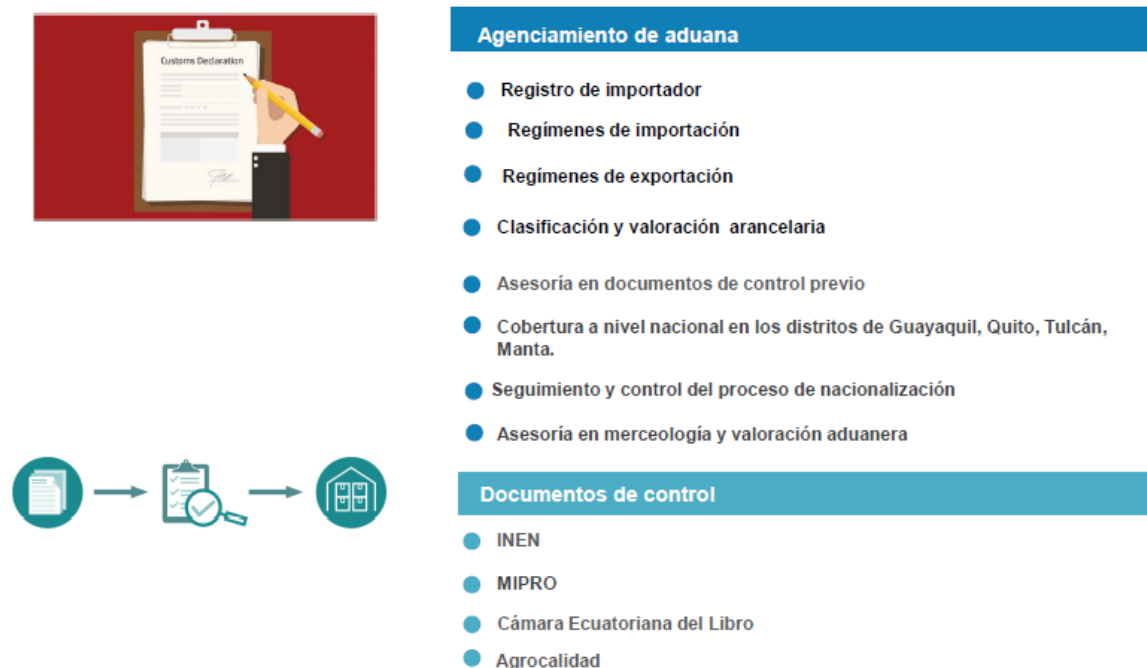 Customs Declaration
Agenciamiento de aduana
Registro de importador
Regímenes de importación
Regímenes de exportación
Clasificación y valoración arancelaria
Asesoría en documentos de control previo
Cobertura a nivel nacional en los distritos de Guayaquil, Quito, Tulcán,
Manta.
Seguimiento y control del proceso de nacionalización
Asesoría en merceología y valoración aduanera
Documentos de control
INEN
MIPRO
Cámara Ecuatoriana del Libro
Agrocalidad